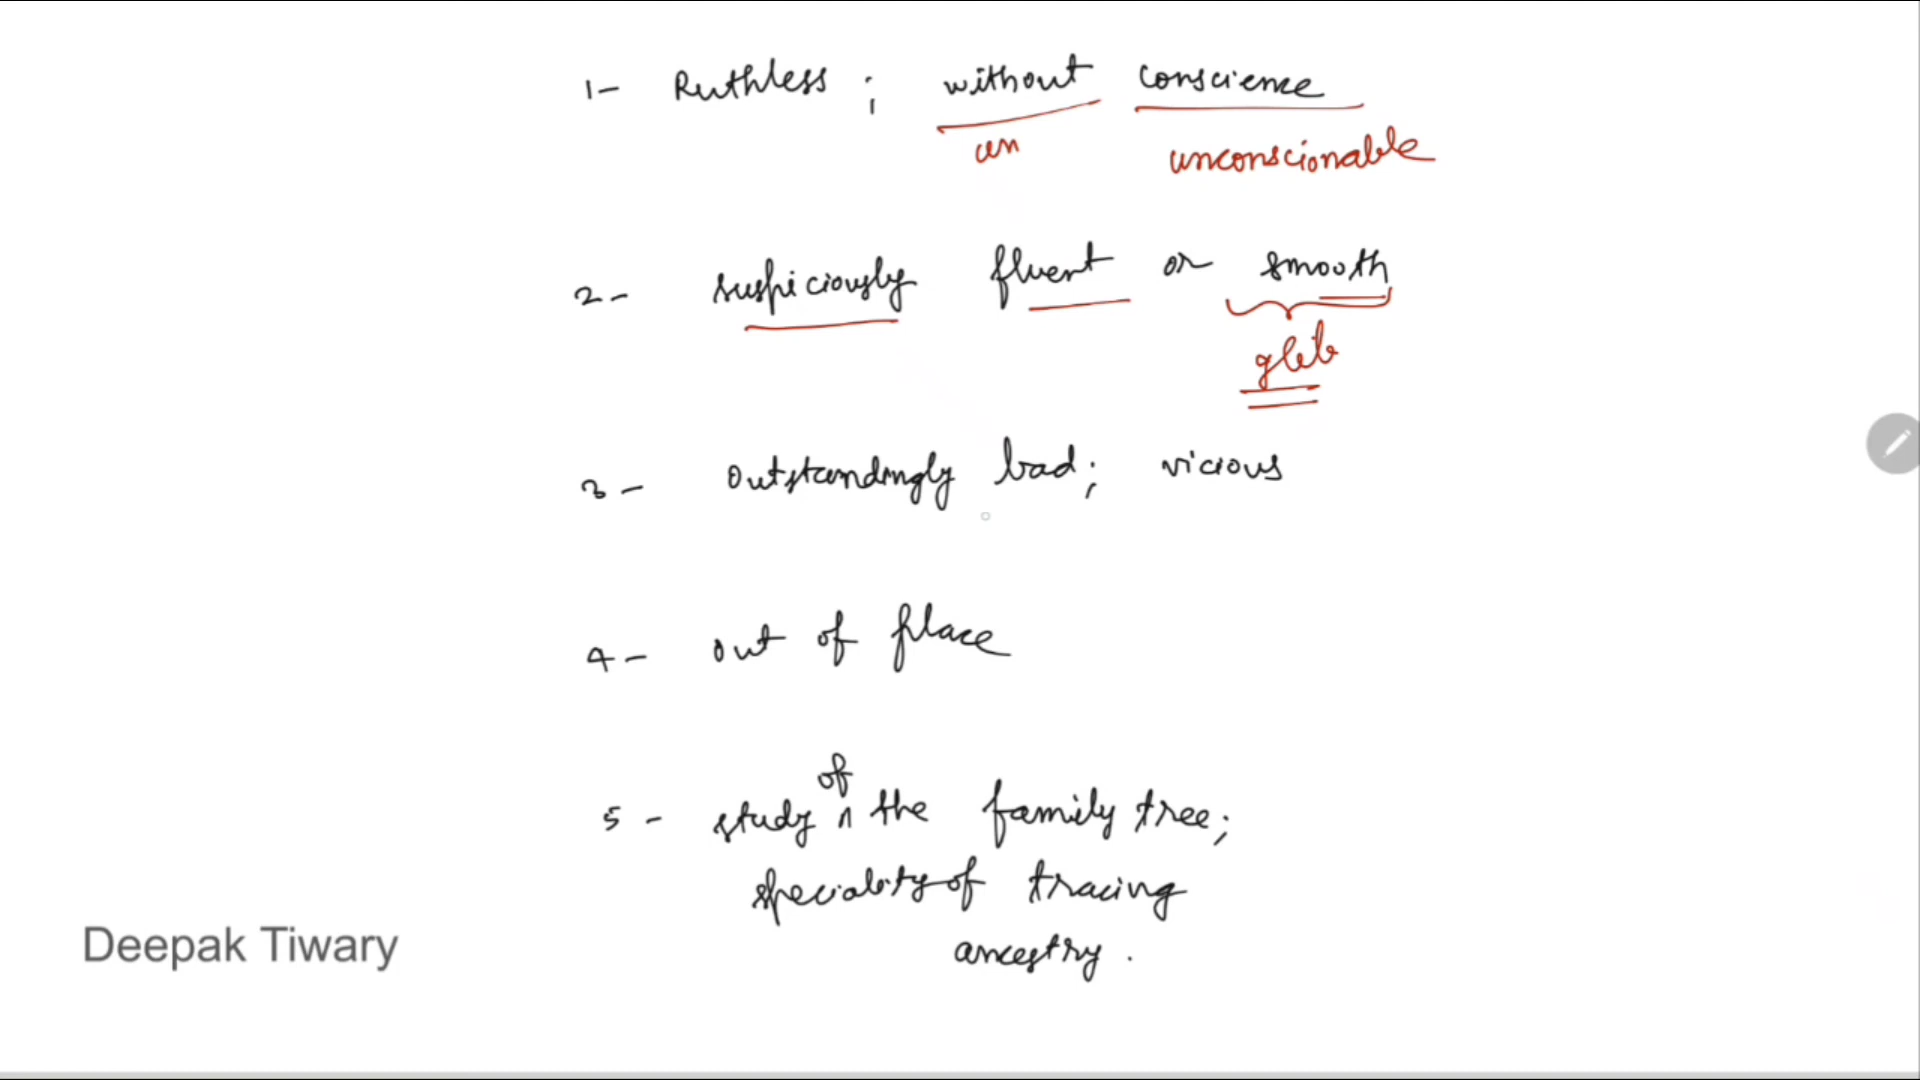 1- Ruthless ; without conscience
un unconscionable
2- suspiciously fluent or smooth
glib
3- outstandingly bad; vicious
4- out of place
of
5- study ^ the family tree;
speciality of tracing
ancestry.
Deepak Tiwary